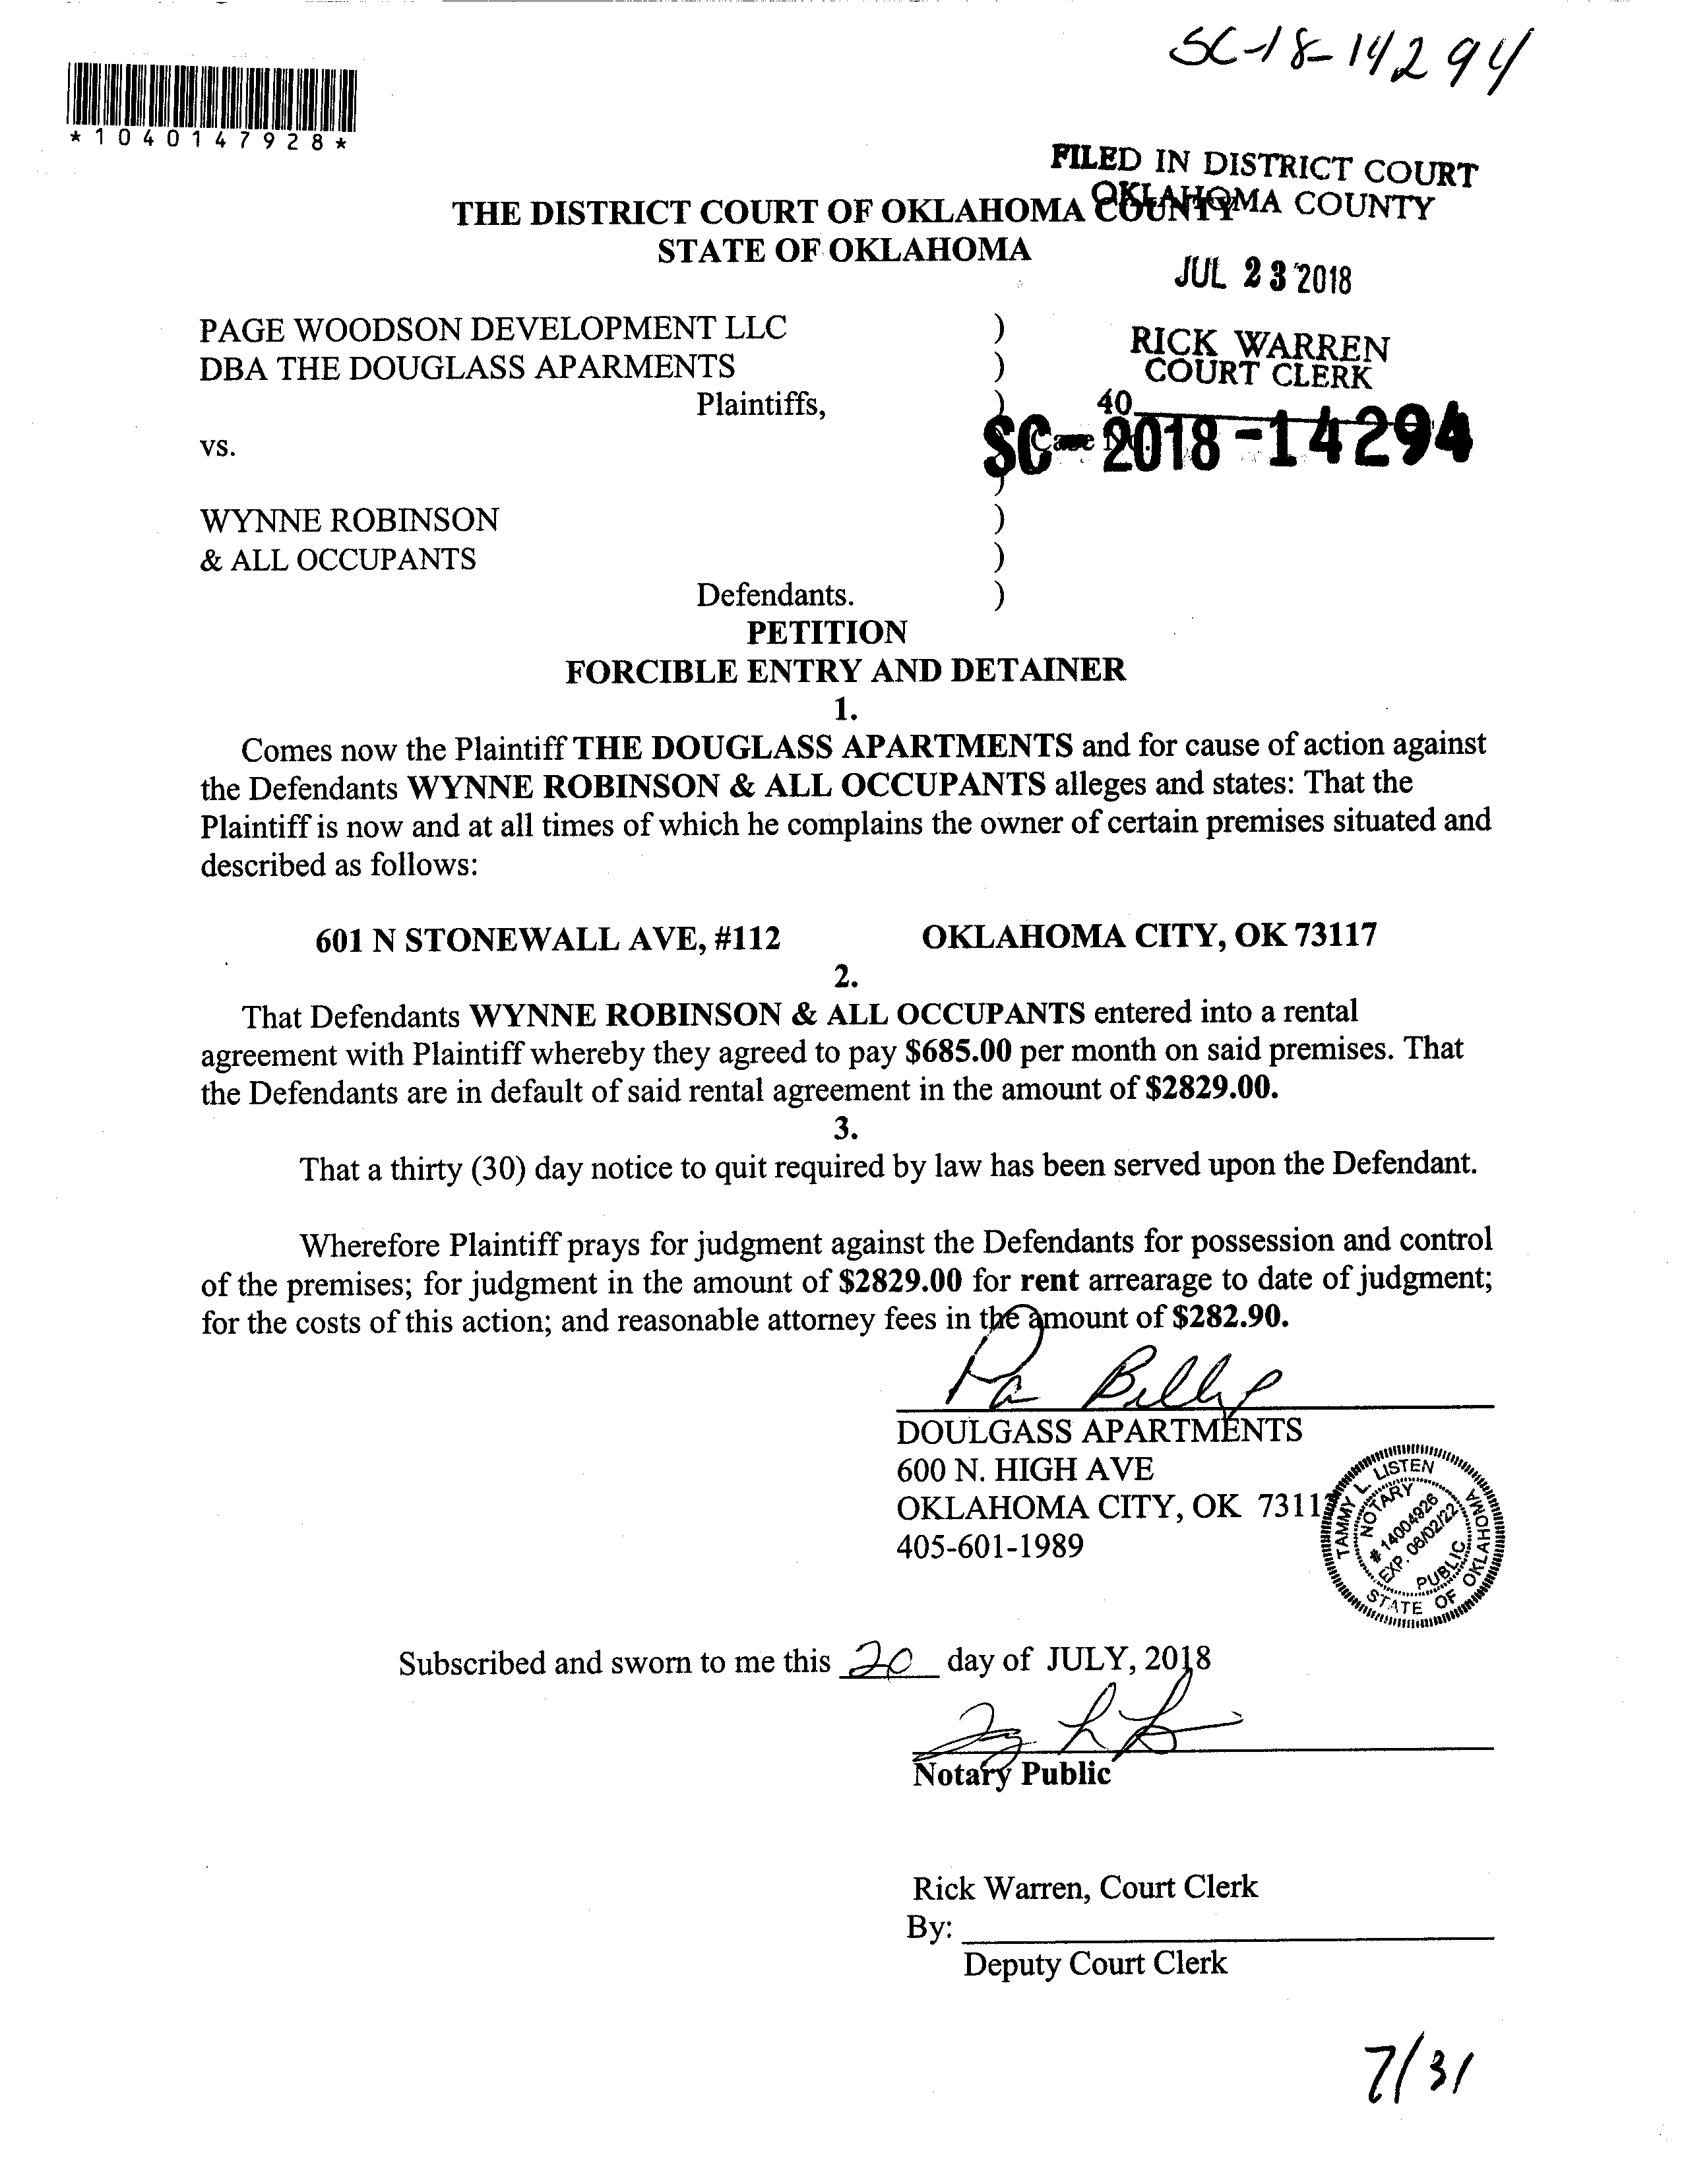 SC-18-14294
*1040147928*
FILED IN DISTRICT COURT
OKLAHOMA COUNTY
THE DISTRICT COURT OF OKLAHOMA COUNTY
STATE OF OKLAHOMA
JUL 23 2018
PAGE WOODSON DEVELOPMENT LLC )
DBA THE DOUGLASS APARMENTS )
RICK WARREN
COURT CLERK
Plaintiffs, )
40
vs.
Case No.
SC-2018-14294
)
WYNNE ROBINSON )
& ALL OCCUPANTS )
Defendants. )
PETITION
FORCIBLE ENTRY AND DETAINER
1.
Comes now the Plaintiff THE DOUGLASS APARTMENTS and for cause of action against
the Defendants WYNNE ROBINSON & ALL OCCUPANTS alleges and states: That the
Plaintiff is now and at all times of which he complains the owner of certain premises situated and
described as follows:
601 N STONEWALL AVE, #112 OKLAHOMA CITY, OK 73117
2.
That Defendants WYNNE ROBINSON & ALL OCCUPANTS entered into a rental
agreement with Plaintiff whereby they agreed to pay $685.00 per month on said premises. That
the Defendants are in default of said rental agreement in the amount of $2829.00.
3.
That a thirty (30) day notice to quit required by law has been served upon the Defendant.
Wherefore Plaintiff prays for judgment against the Defendants for possession and control
of the premises; for judgment in the amount of $2829.00 for rent arrearage to date of judgment;
for the costs of this action; and reasonable attorney fees in the amount of $282.90.
DOULGASS APARTMENTS
600 N. HIGH AVE
OKLAHOMA CITY, OK 7311
405-601-1989
TAMMY L. LISTEN
NOTARY
# 14004926
EXP. 06/02/22
PUBLIC
STATE OF OKLAHOMA
Subscribed and sworn to me this 20 day of JULY, 2018
Notary Public
Rick Warren, Court Clerk
By:
Deputy Court Clerk
7/31